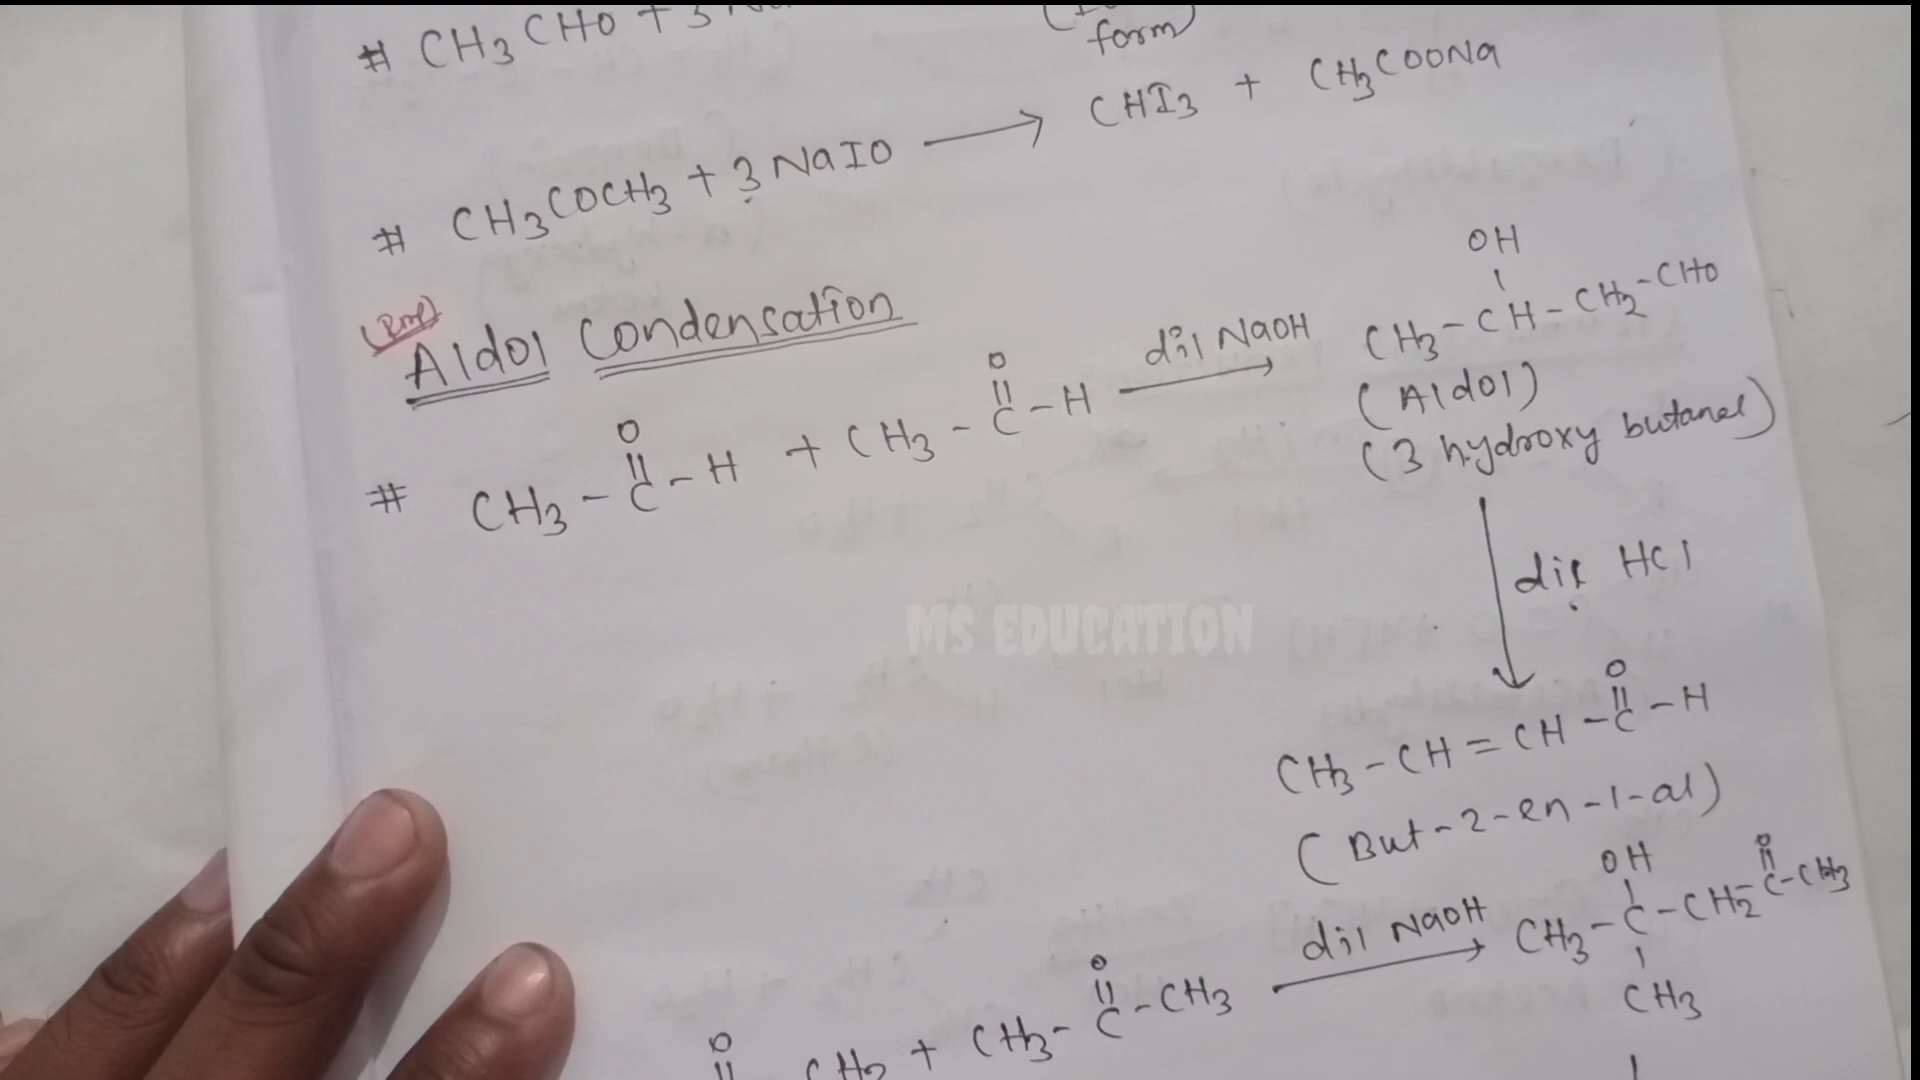 # CH3CHO + 3
form)
# CH3COCH3 + 3 NaIO ⟶ CHI3 + CH3COONa
(Imp)
Aldol Condensation
# CH3 - C(=O) - H + CH3 - C(=O) - H dil NaOH ⟶ CH3 - CH(OH) - CH2 - CHO
(Aldol)
(3 hydroxy butanal)
↓ dil HCl
MS EDUCATION
CH3 - CH = CH - C(=O) - H
(But-2-en-1-al)
CH3 + CH3 - C(=O) - CH3 dil NaOH ⟶ CH3 - C(OH)(CH3) - CH2 - C(=O) - CH3